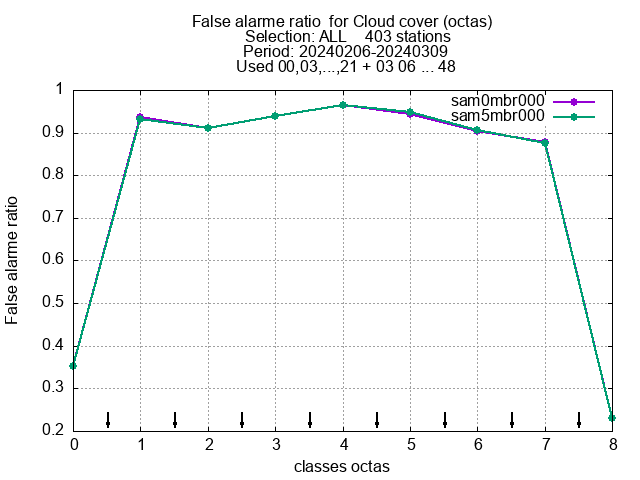 False alarme ratio  for Cloud cover (octas)
Selection: ALL    403 stations
Period: 20240206-20240309
Used 00,03,...,21 + 03 06 ... 48
sam0mbr000
sam5mbr000
1
0.9
0.8
0.7
0.6
0.5
0.4
0.3
0.2
False alarme ratio
0 1 2 3 4 5 6 7 8
classes octas